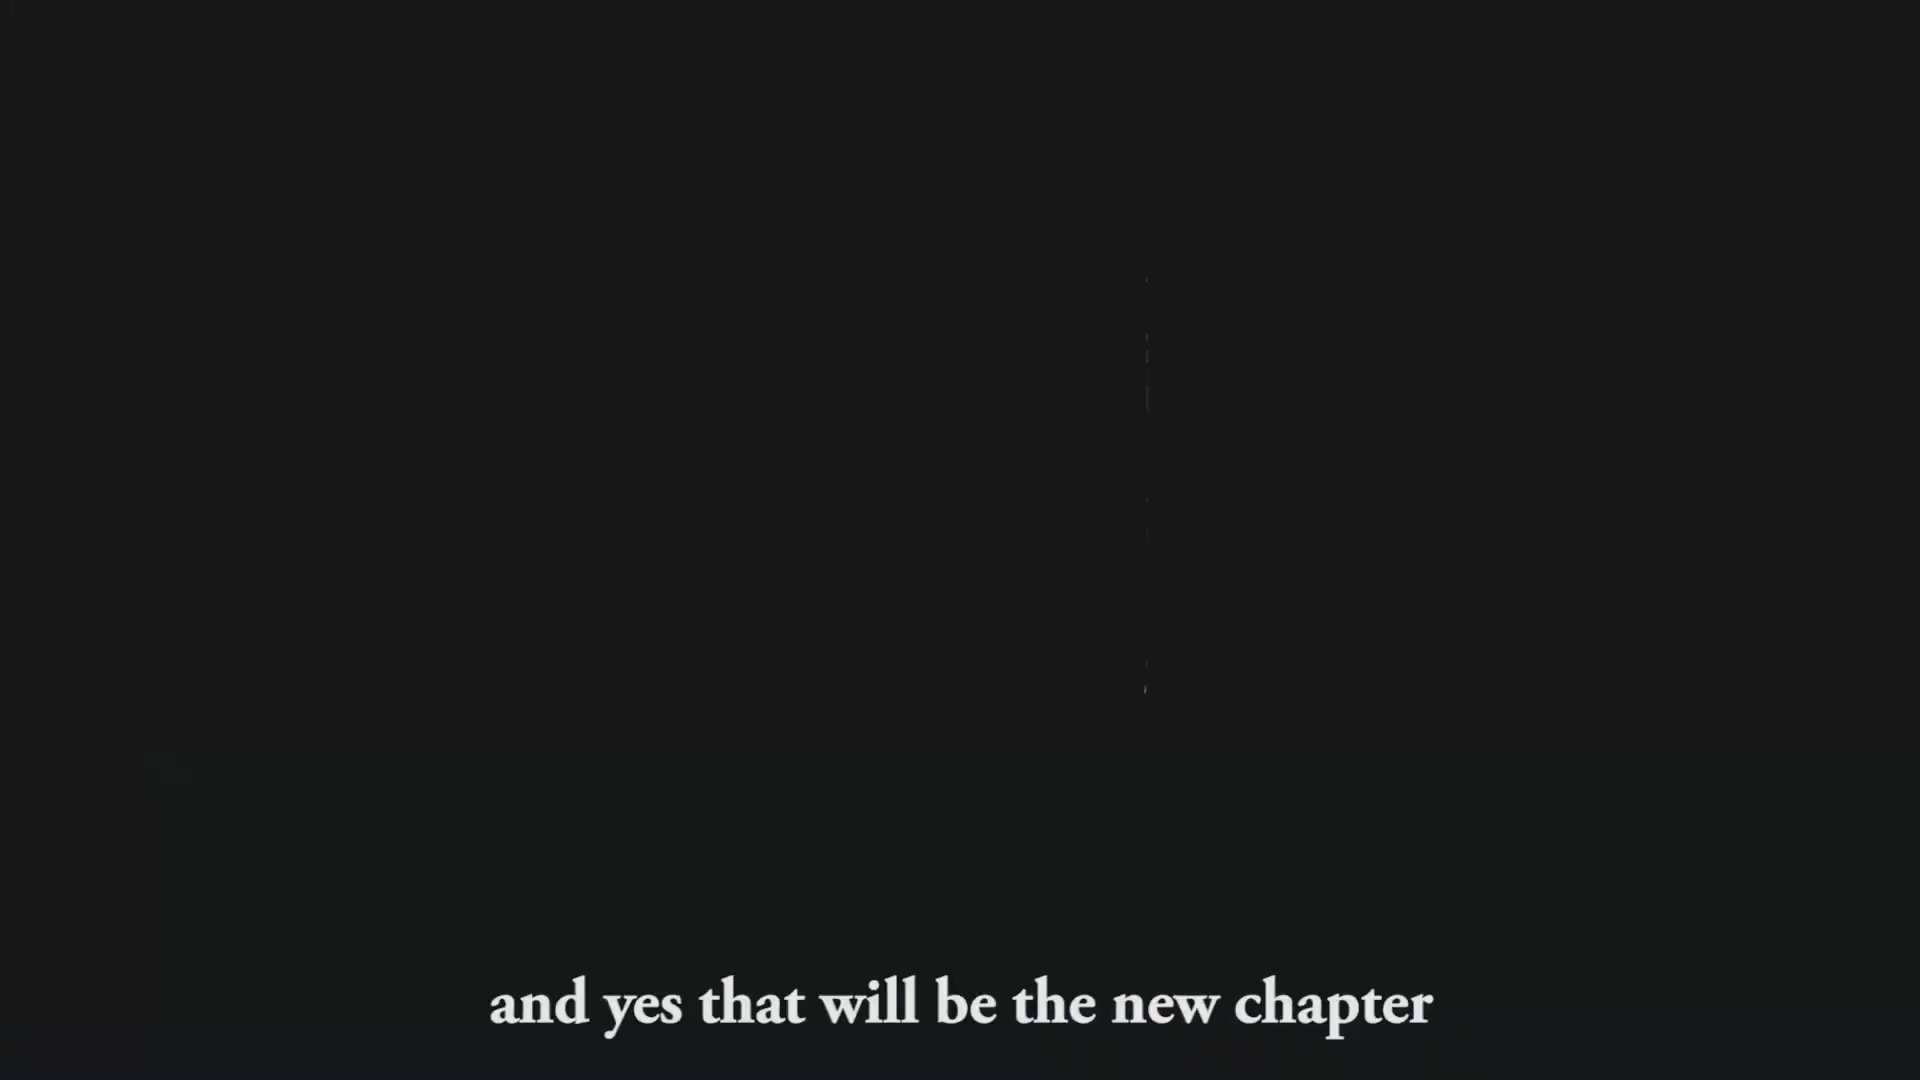 and yes that will be the new chapter